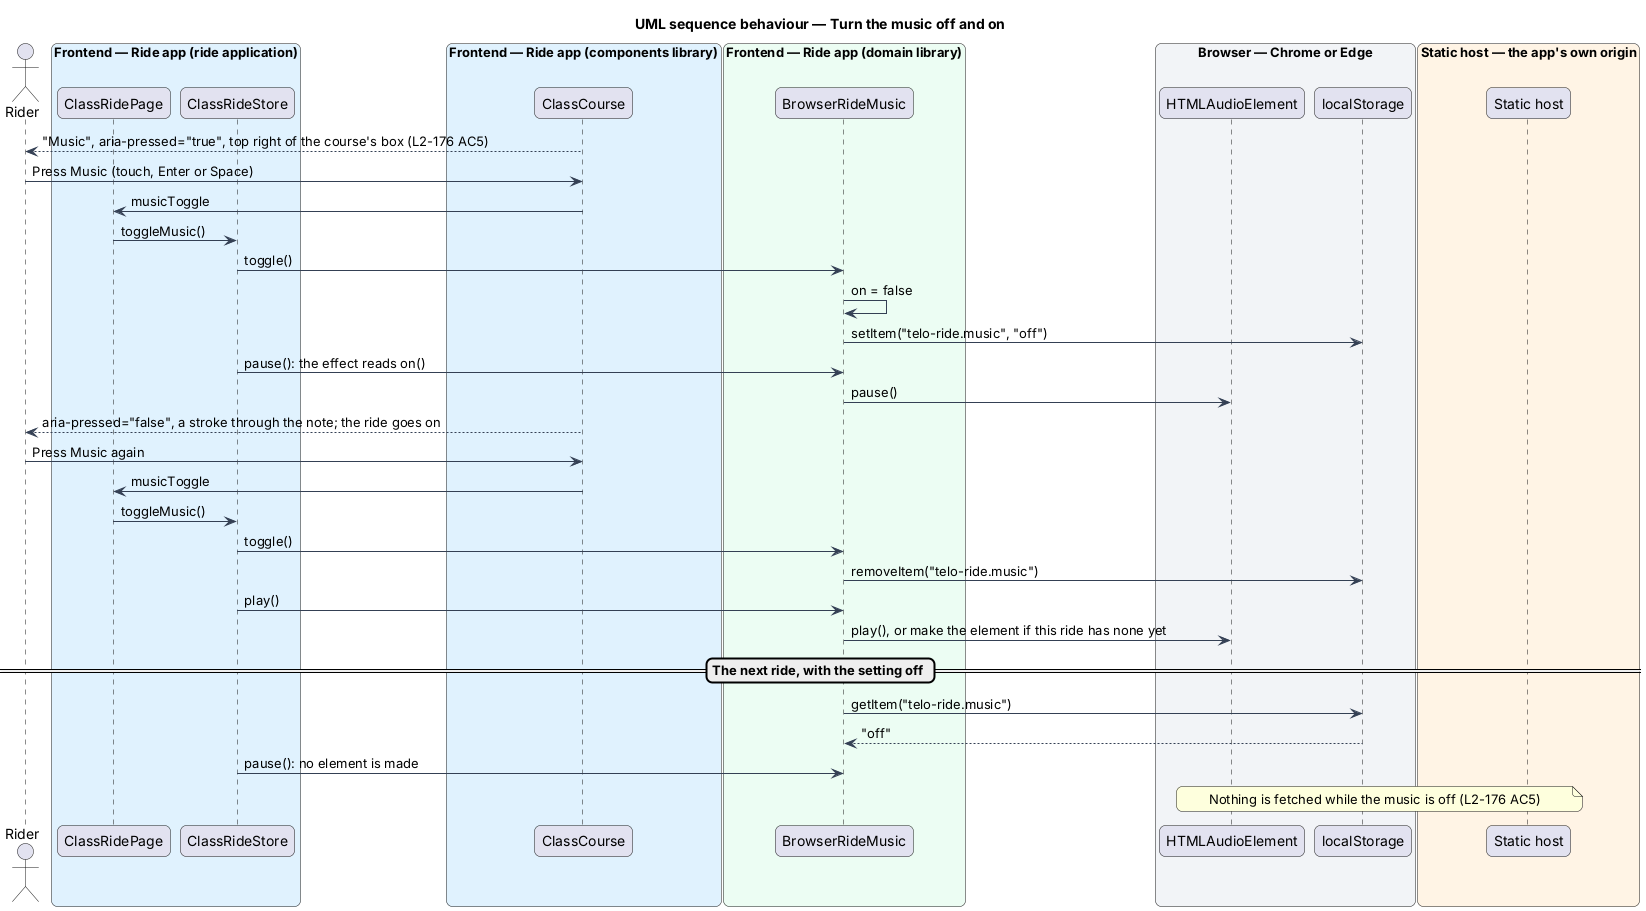 UML sequence behaviour — Turn the music off and on
Frontend — Ride app (ride application)
Frontend — Ride app (components library)
Frontend — Ride app (domain library)
Browser — Chrome or Edge
Static host — the app's own origin
Rider
ClassRidePage
ClassRideStore
ClassCourse
BrowserRideMusic
HTMLAudioElement
localStorage
Static host
"Music", aria-pressed="true", top right of the course's box (L2-176 AC5)
Press Music (touch, Enter or Space)
musicToggle
toggleMusic()
toggle()
on = false
setItem("telo-ride.music", "off")
pause(): the effect reads on()
pause()
aria-pressed="false", a stroke through the note; the ride goes on
Press Music again
musicToggle
toggleMusic()
toggle()
removeItem("telo-ride.music")
play()
play(), or make the element if this ride has none yet
The next ride, with the setting off
getItem("telo-ride.music")
"off"
pause(): no element is made
Nothing is fetched while the music is off (L2-176 AC5)
Rider
ClassRidePage
ClassRideStore
ClassCourse
BrowserRideMusic
HTMLAudioElement
localStorage
Static host